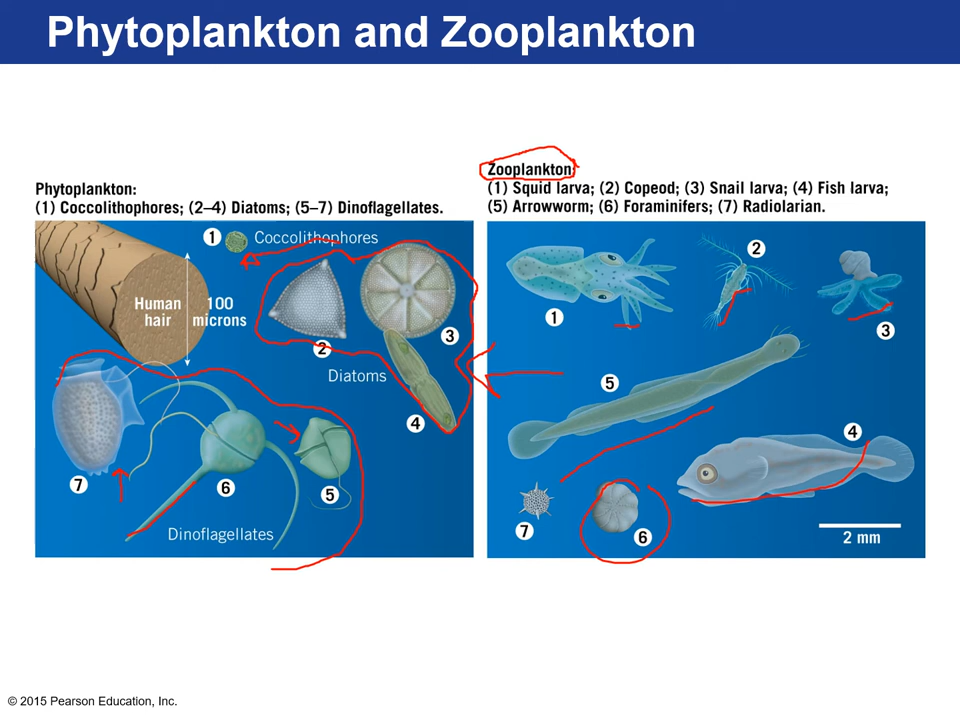 Phytoplankton and Zooplankton
Phytoplankton:
(1) Coccolithophores; (2–4) Diatoms; (5–7) Dinoflagellates.
1 Coccolithophores
Human hair
100 microns
2
3
Diatoms
4
7
6
5
Dinoflagellates
Zooplankton
(1) Squid larva; (2) Copeod; (3) Snail larva; (4) Fish larva;
(5) Arrowworm; (6) Foraminifers; (7) Radiolarian.
1
2
3
5
4
7
6
2 mm
© 2015 Pearson Education, Inc.